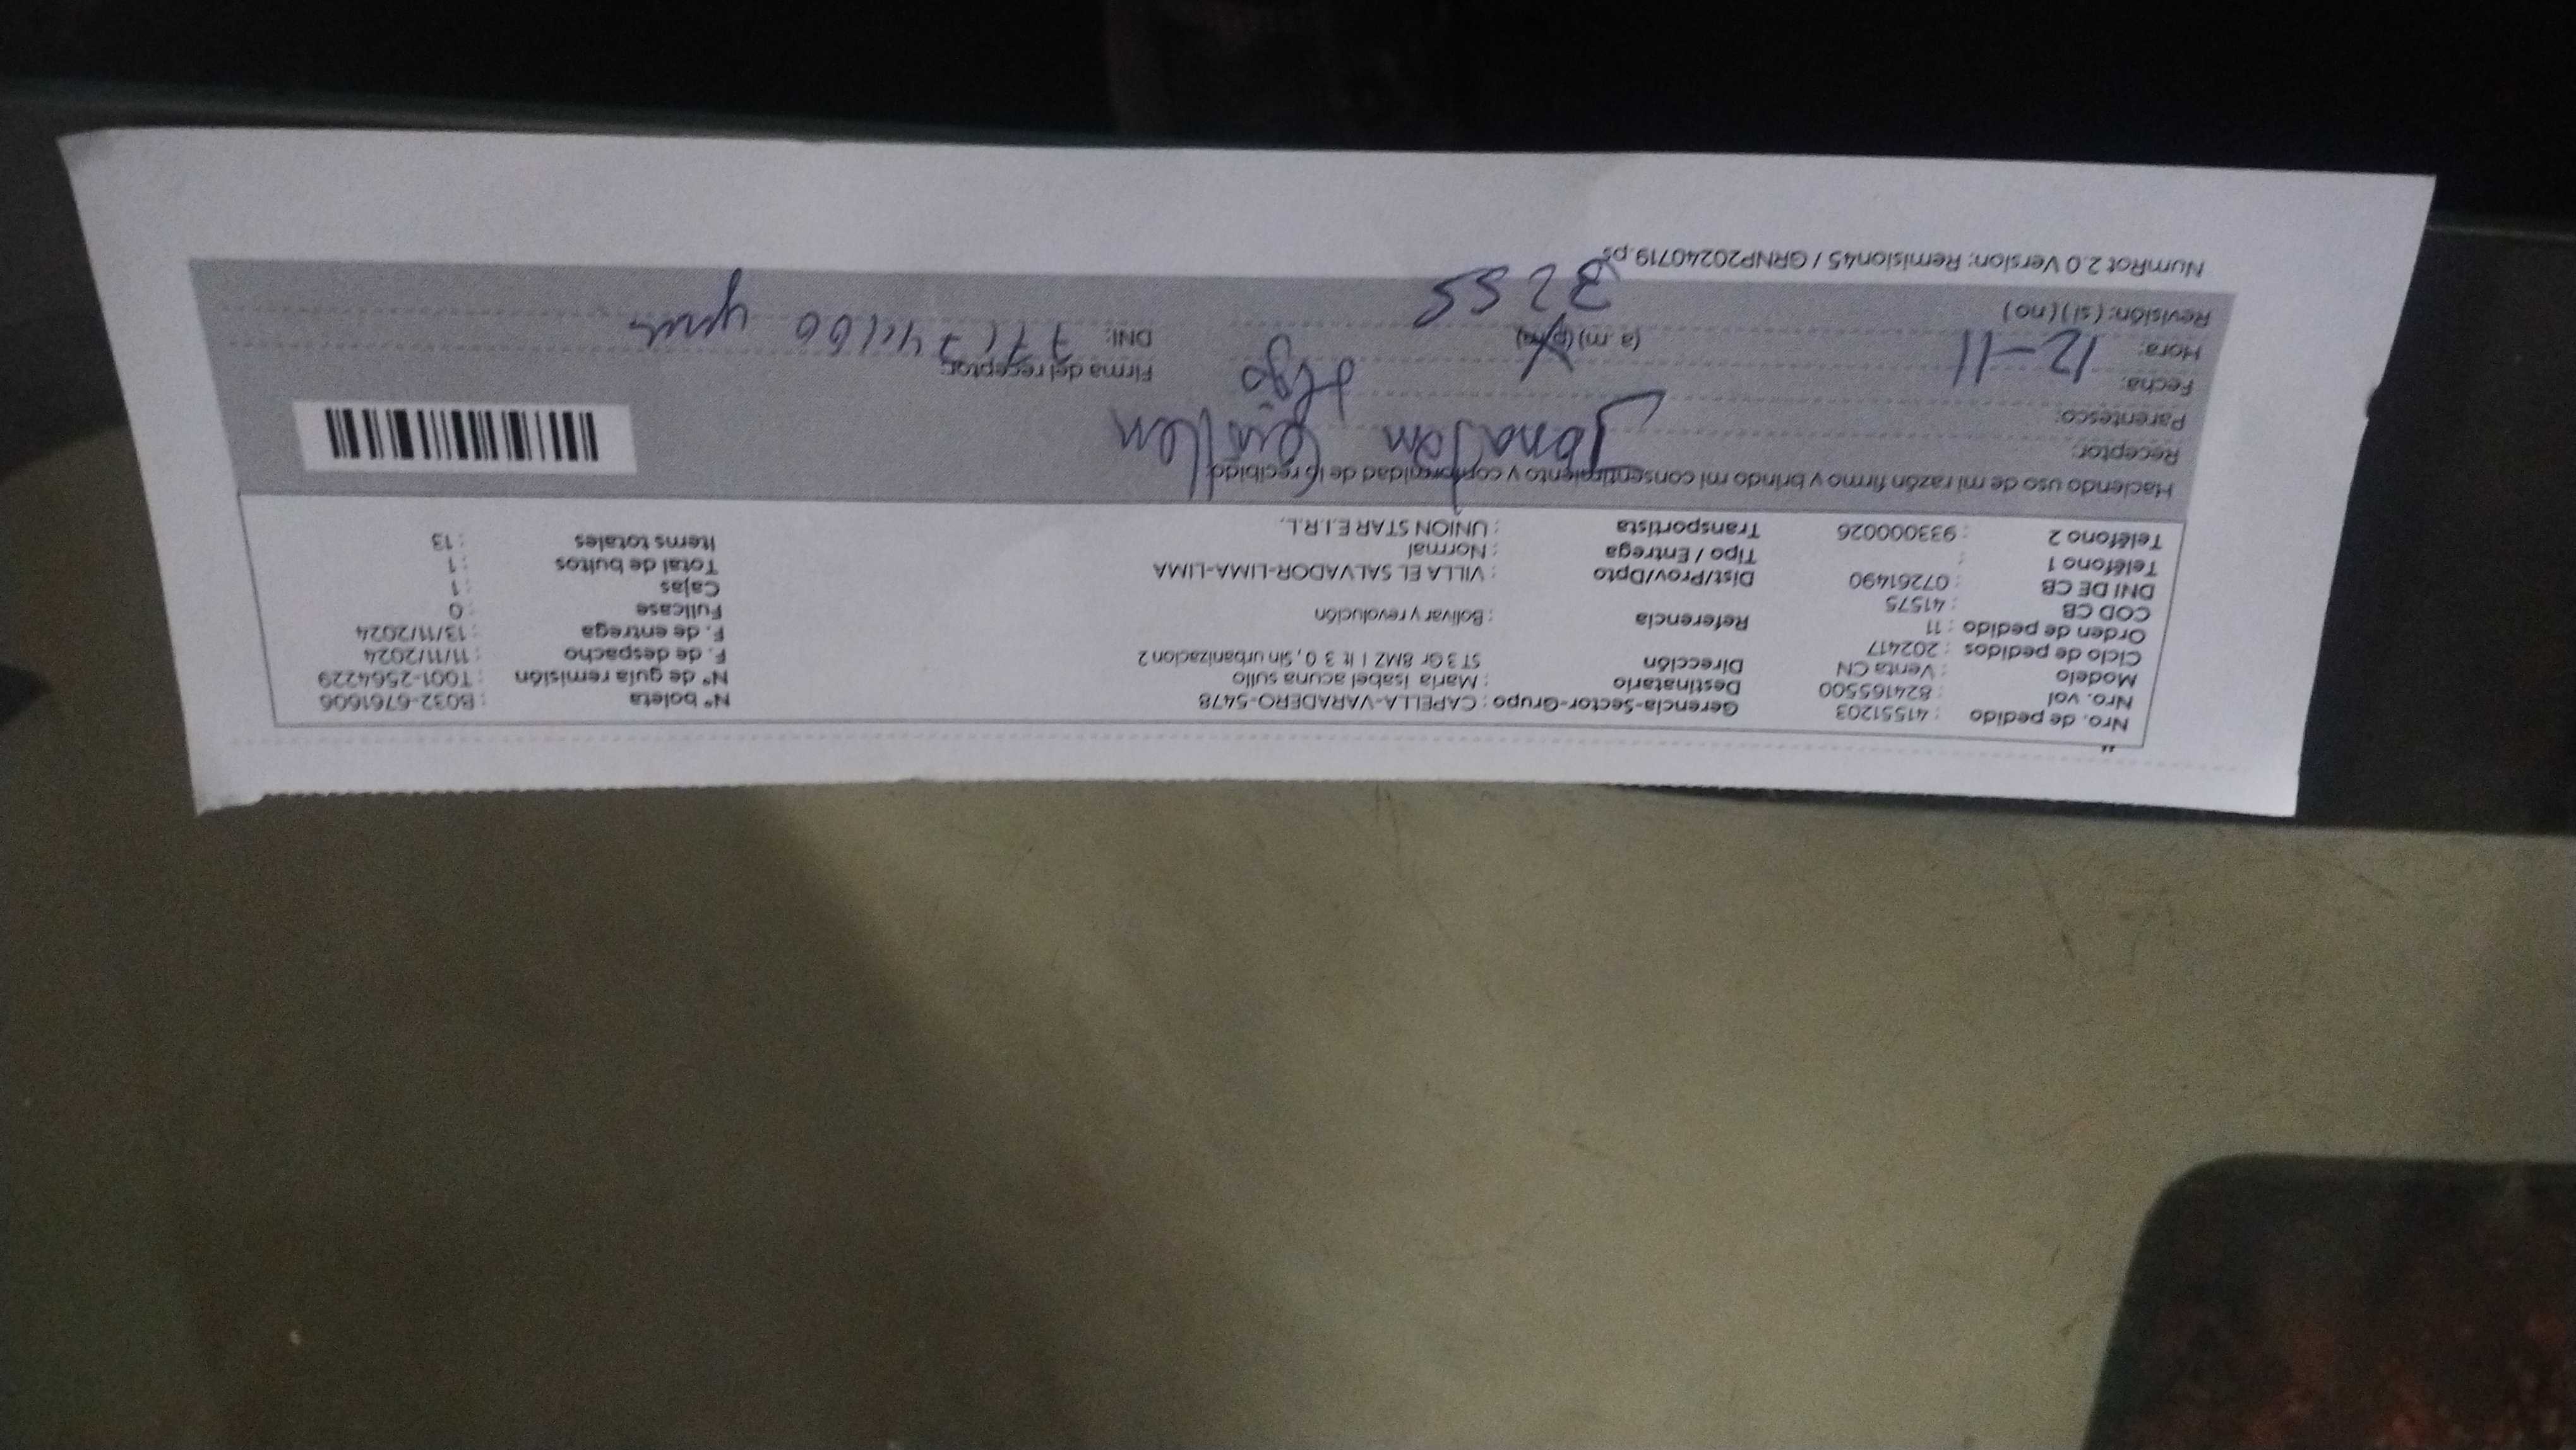 "
Nro. de pedido : 41551203 Gerencia-Sector-Grupo : CAPELLA-VARADERO-5478 Nº boleta : B032-6761606
Nro. vol : 824165500 Destinatario : Maria isabel acuna sullo Nº de guía remisión : T001-2564229
Modelo : Venta CN Dirección ST 3 Gr 8MZ I lt 3 0 , Sin urbanizacion 2 F. de despacho : 11/11/2024
Ciclo de pedidos : 202417 F. de entrega : 13/11/2024
Orden de pedido : 11 Referencia : Bolivar y revolución Fullcase : 0
COD CB : 41575 Cajas : 1
DNI DE CB : 07261490 Dist/Prov/Dpto : VILLA EL SALVADOR-LIMA-LIMA Total de bultos : 1
Teléfono 1 : Tipo / Entrega : Normal Items totales : 13
Teléfono 2 : 933000026 Transportista : UNION STAR E.I.R.L.
Haciendo uso de mi razón firmo y brindo mi consentimiento y conformidad de lo recibido.
Receptor:
Parentesco: Hijo
Fecha: 12-11 Firma del receptor:
Hora: (a .m) (p.m) DNI:
Revisión: (si) (no) 3255
NumRot 2.0 Version: Remision45 / GRNP20240719.ps